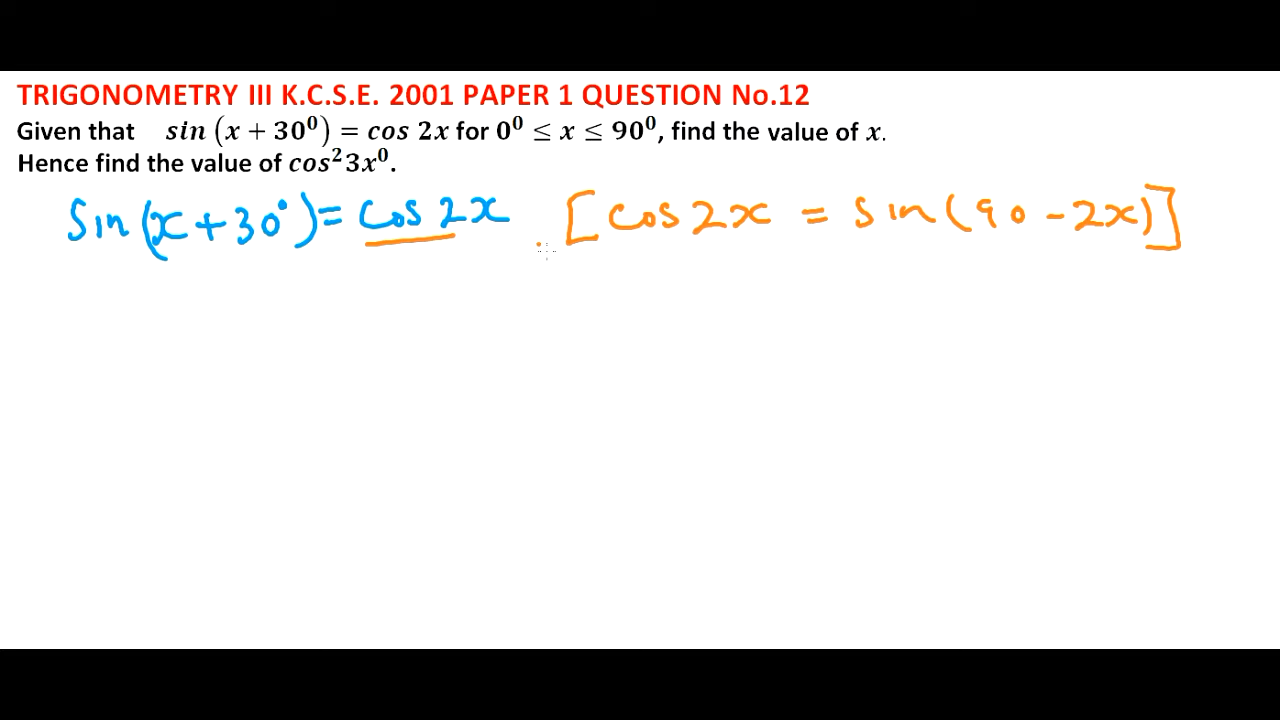 TRIGONOMETRY III K.C.S.E. 2001 PAPER 1 QUESTION No.12
Given that sin (x + 30⁰) = cos 2x for 0⁰ ≤ x ≤ 90⁰, find the value of x.
Hence find the value of cos²3x⁰.
Sin(x+30°)= cos 2x [cos 2x = sin(90 -2x)]